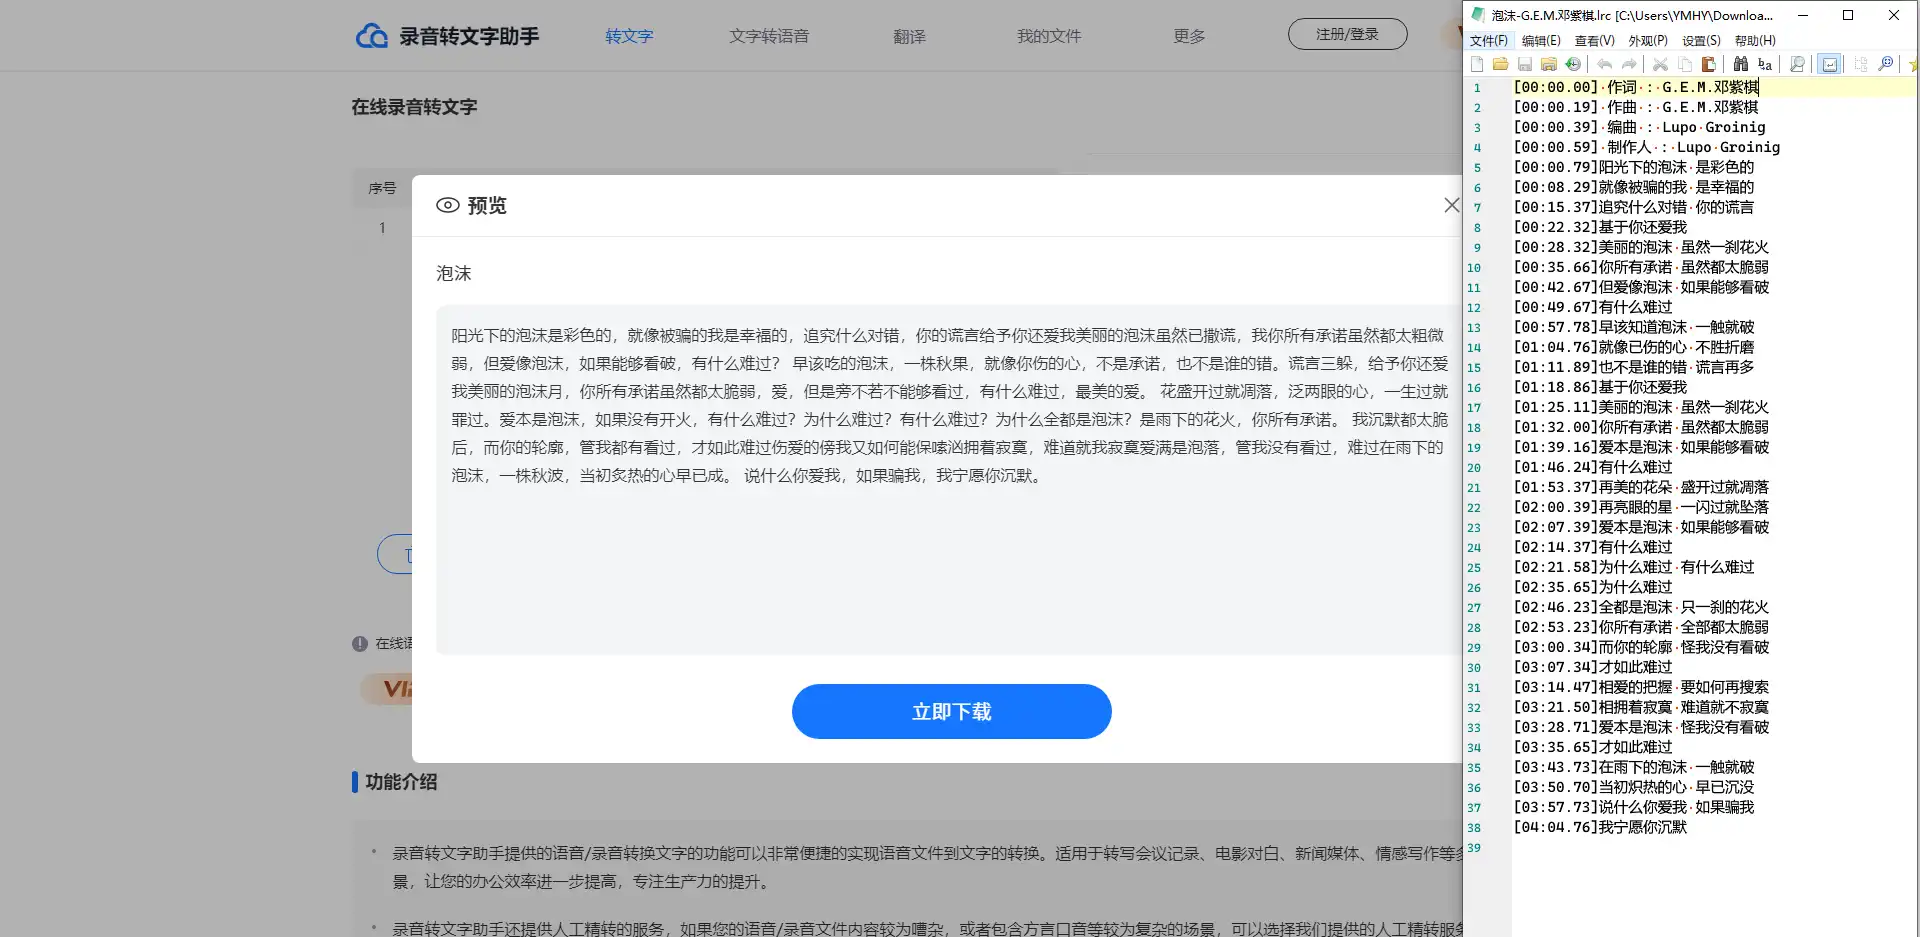 录音转文字助手
转文字
文字转语音
翻译
我的文件
更多
注册/登录
在线录音转文字
序号
1
预览
泡沫
阳光下的泡沫是彩色的，就像被骗的我是幸福的，追究什么对错，你的谎言给予你还爱我美丽的泡沫虽然已撒谎，我你所有承诺虽然都太粗微
弱，但爱像泡沫，如果能够看破，有什么难过？ 早该吃的泡沫，一株秋果，就像你伤的心，不是承诺，也不是谁的错。谎言三躲，给予你还爱
我美丽的泡沫月，你所有承诺虽然都太脆弱，爱，但是旁不若不能够看过，有什么难过，最美的爱。 花盛开过就凋落，泛两眼的心，一生过就
罪过。爱本是泡沫，如果没有开火，有什么难过？为什么难过？有什么难过？为什么全都是泡沫？是雨下的花火，你所有承诺。 我沉默都太脆
后，而你的轮廓，管我都有看过，才如此难过伤爱的傍我又如何能保嗦汹拥着寂寞，难道就我寂寞爱满是泡落，管我没有看过，难过在雨下的
泡沫，一株秋波，当初炙热的心早已成。 说什么你爱我，如果骗我，我宁愿你沉默。
立即下载
在线语
功能介绍
录音转文字助手提供的语音/录音转换文字的功能可以非常便捷的实现语音文件到文字的转换。适用于转写会议记录、电影对白、新闻媒体、情感写作等多
景，让您的办公效率进一步提高，专注生产力的提升。
录音转文字助手还提供人工精转的服务，如果您的语音/录音文件内容较为嘈杂，或者包含方言口音等较为复杂的场景，可以选择我们提供的人工精转服务
泡沫-G.E.M.邓紫棋.lrc [C:\Users\YMHY\Downloa...
文件(F) 编辑(E) 查看(V) 外观(P) 设置(S) 帮助(H)
1 [00:00.00] 作词 : G.E.M.邓紫棋
2 [00:00.19] 作曲 : G.E.M.邓紫棋
3 [00:00.39] 编曲 : Lupo Groinig
4 [00:00.59] 制作人 : Lupo Groinig
5 [00:00.79]阳光下的泡沫 是彩色的
6 [00:08.29]就像被骗的我 是幸福的
7 [00:15.37]追究什么对错 你的谎言
8 [00:22.32]基于你还爱我
9 [00:28.32]美丽的泡沫 虽然一刹花火
10 [00:35.66]你所有承诺 虽然都太脆弱
11 [00:42.67]但爱像泡沫 如果能够看破
12 [00:49.67]有什么难过
13 [00:57.78]早该知道泡沫 一触就破
14 [01:04.76]就像已伤的心 不胜折磨
15 [01:11.89]也不是谁的错 谎言再多
16 [01:18.86]基于你还爱我
17 [01:25.11]美丽的泡沫 虽然一刹花火
18 [01:32.00]你所有承诺 虽然都太脆弱
19 [01:39.16]爱本是泡沫 如果能够看破
20 [01:46.24]有什么难过
21 [01:53.37]再美的花朵 盛开过就凋落
22 [02:00.39]再亮眼的星 一闪过就坠落
23 [02:07.39]爱本是泡沫 如果能够看破
24 [02:14.37]有什么难过
25 [02:21.58]为什么难过 有什么难过
26 [02:35.65]为什么难过
27 [02:46.23]全都是泡沫 只一刹的花火
28 [02:53.23]你所有承诺 全部都太脆弱
29 [03:00.34]而你的轮廓 怪我没有看破
30 [03:07.34]才如此难过
31 [03:14.47]相爱的把握 要如何再搜索
32 [03:21.50]相拥着寂寞 难道就不寂寞
33 [03:28.71]爱本是泡沫 怪我没有看破
34 [03:35.65]才如此难过
35 [03:43.73]在雨下的泡沫 一触就破
36 [03:50.70]当初炽热的心 早已沉没
37 [03:57.73]说什么你爱我 如果骗我
38 [04:04.76]我宁愿你沉默
39